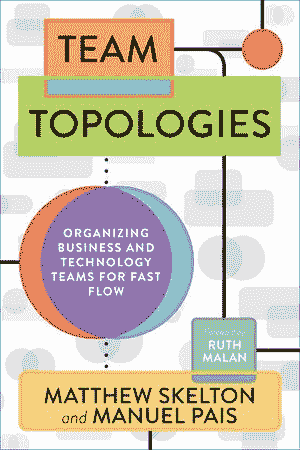 TEAM
TOPOLOGIES
ORGANIZING
BUSINESS AND
TECHNOLOGY
TEAMS FOR FAST
FLOW
RUTH
MALAN
MATTHEW SKELTON
and MANUEL PAIS